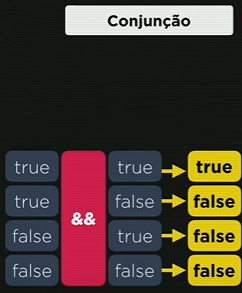 Conjunção
true && true true
true && false false
false && true false
false && false false